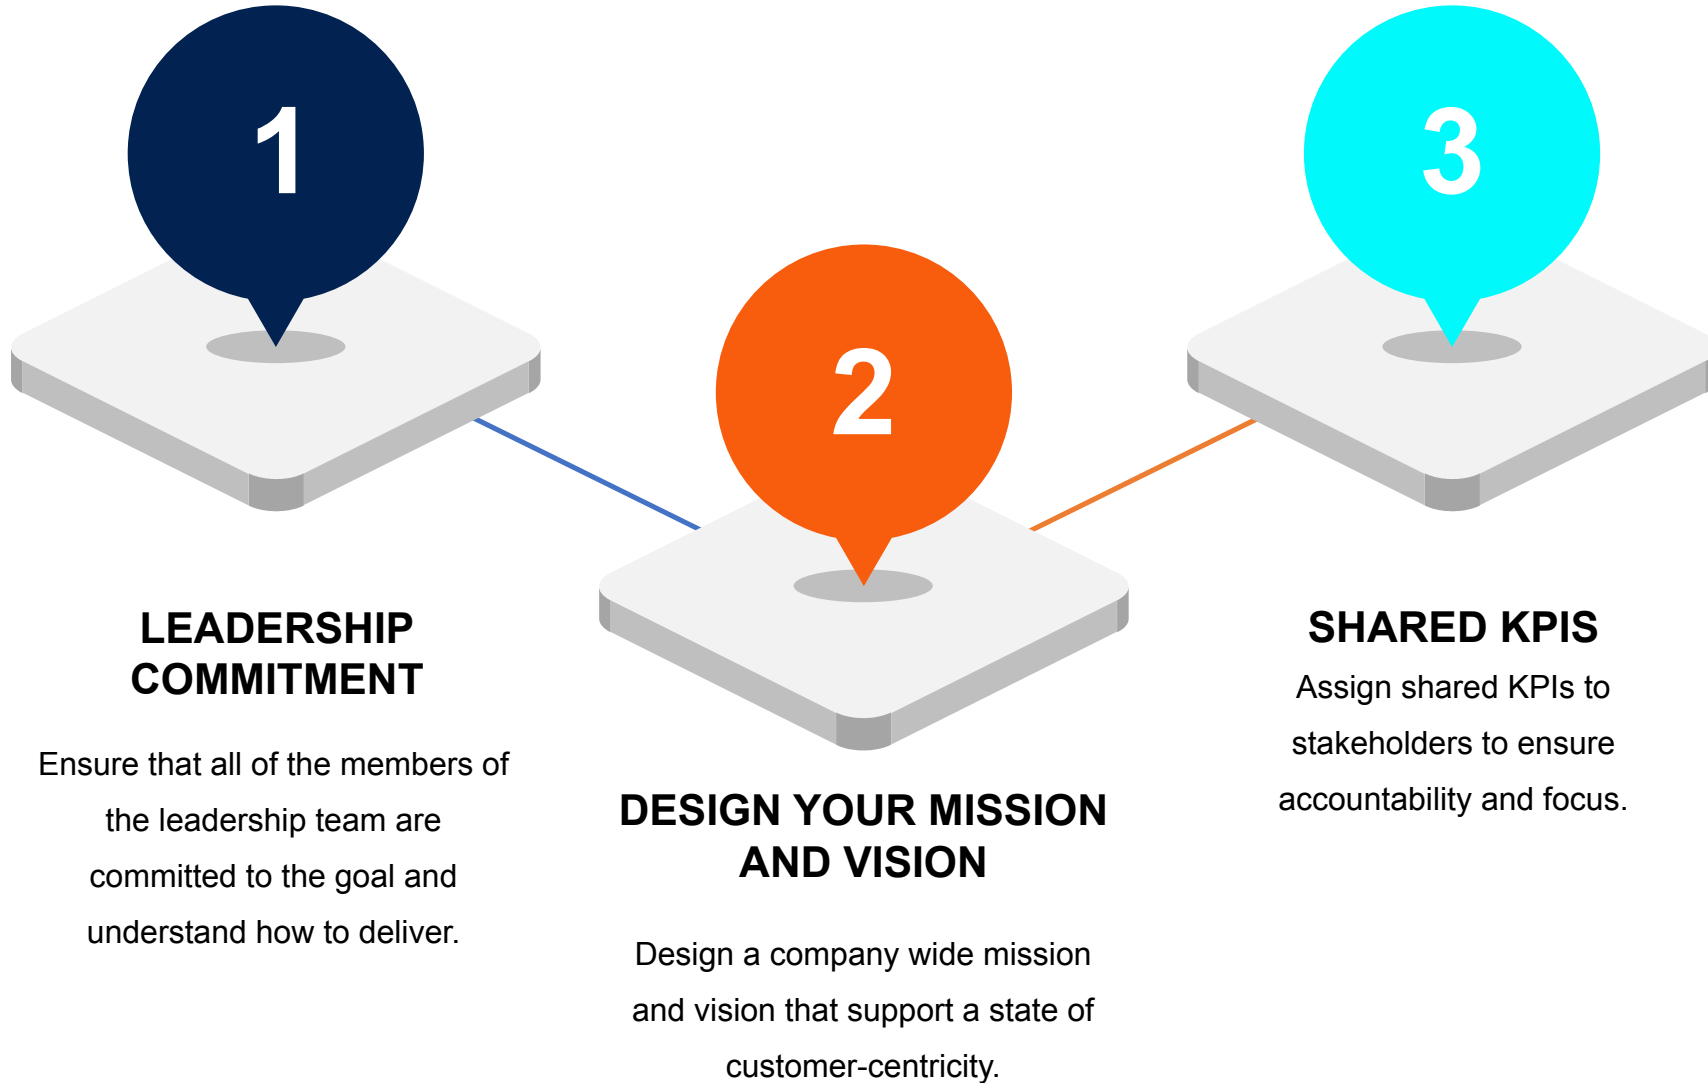 1
LEADERSHIP
COMMITMENT
Ensure that all of the members of
the leadership team are
committed to the goal and
understand how to deliver.
2
DESIGN YOUR MISSION
AND VISION
Design a company wide mission
and vision that support a state of
customer-centricity.
3
SHARED KPIS
Assign shared KPIs to
stakeholders to ensure
accountability and focus.